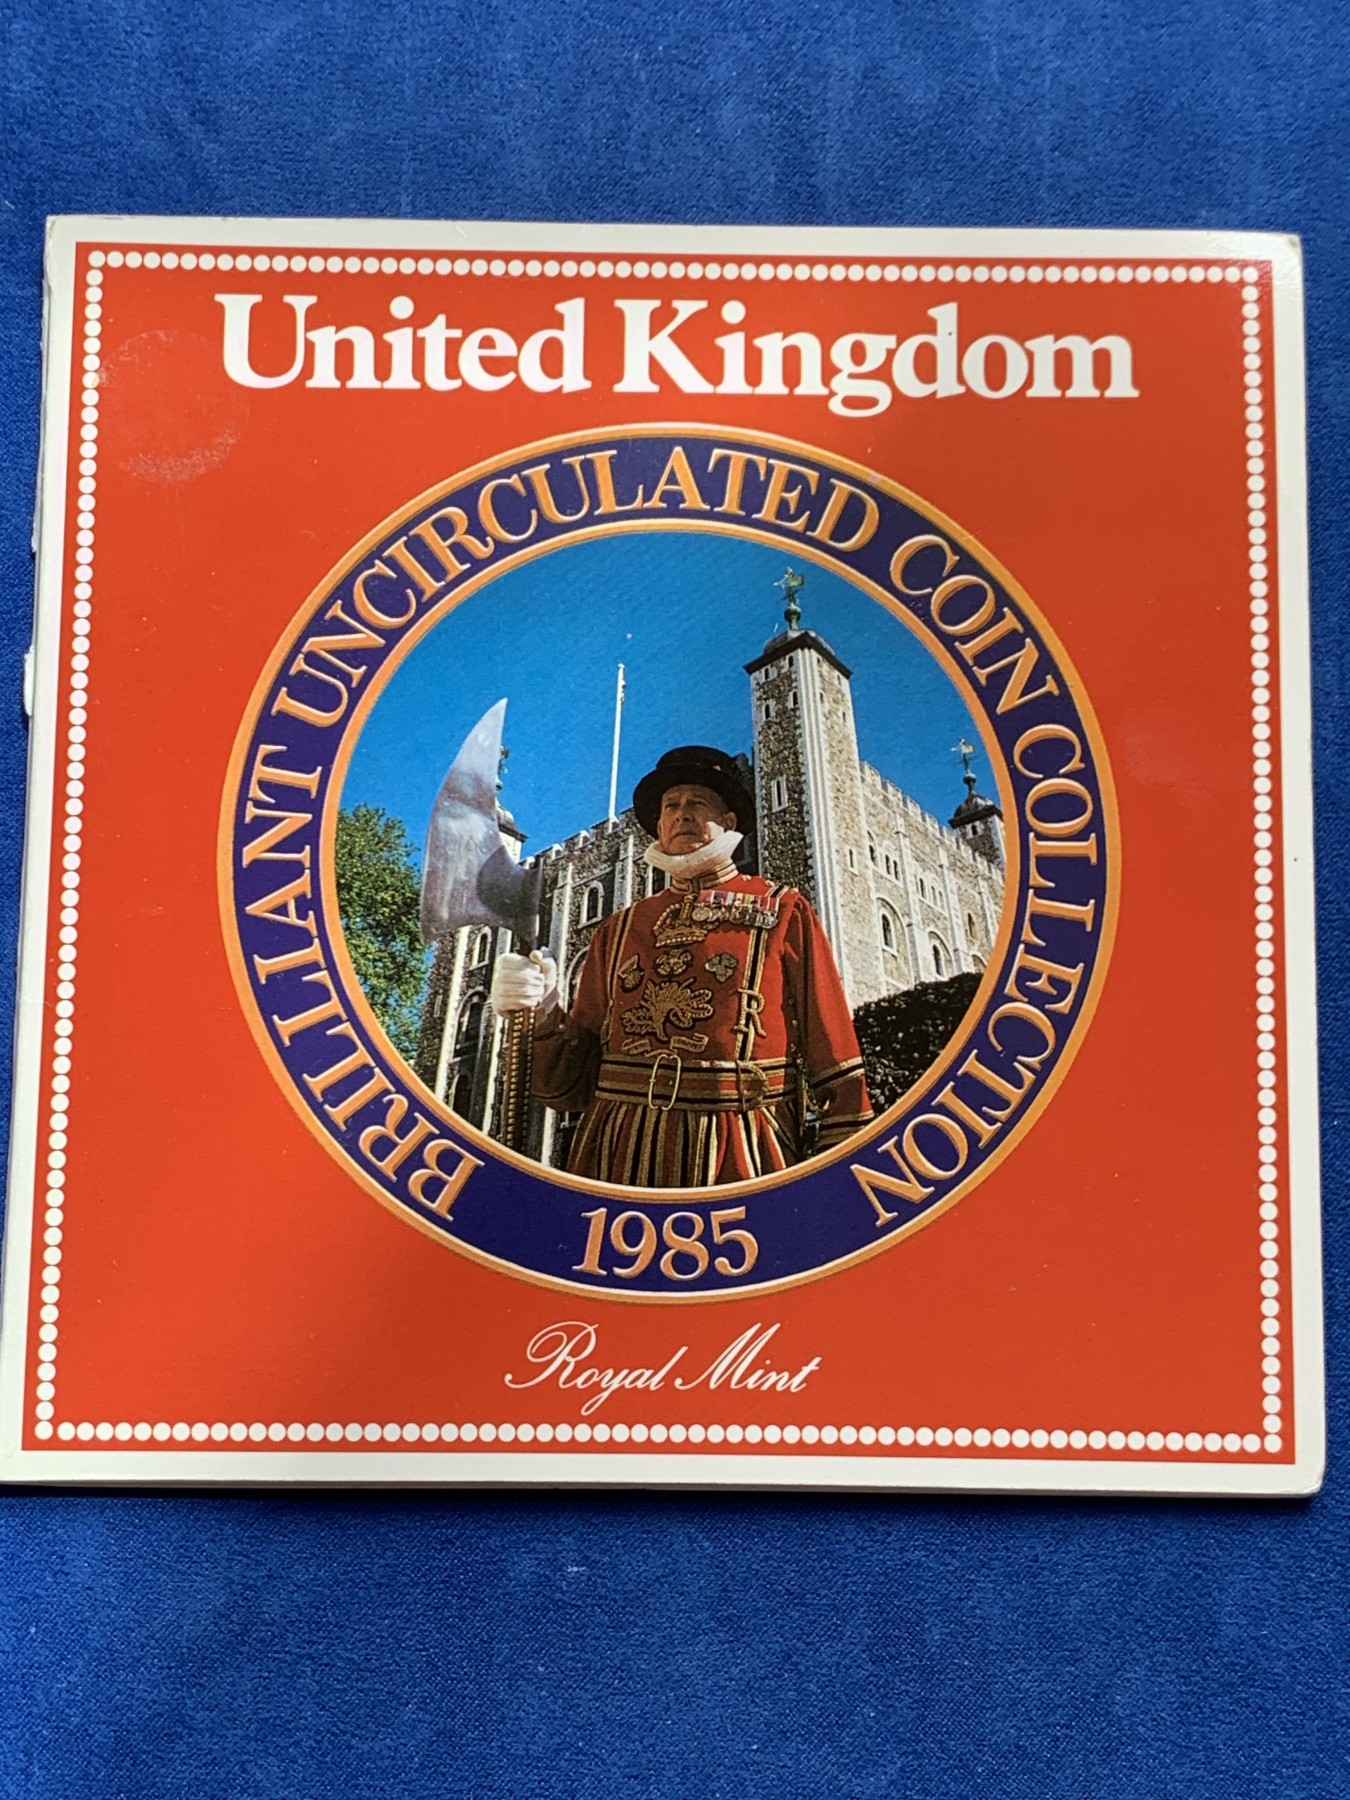 United Kingdom
BRILLIANT UNCIRCULATED COIN COLLECTION
1985
Royal Mint